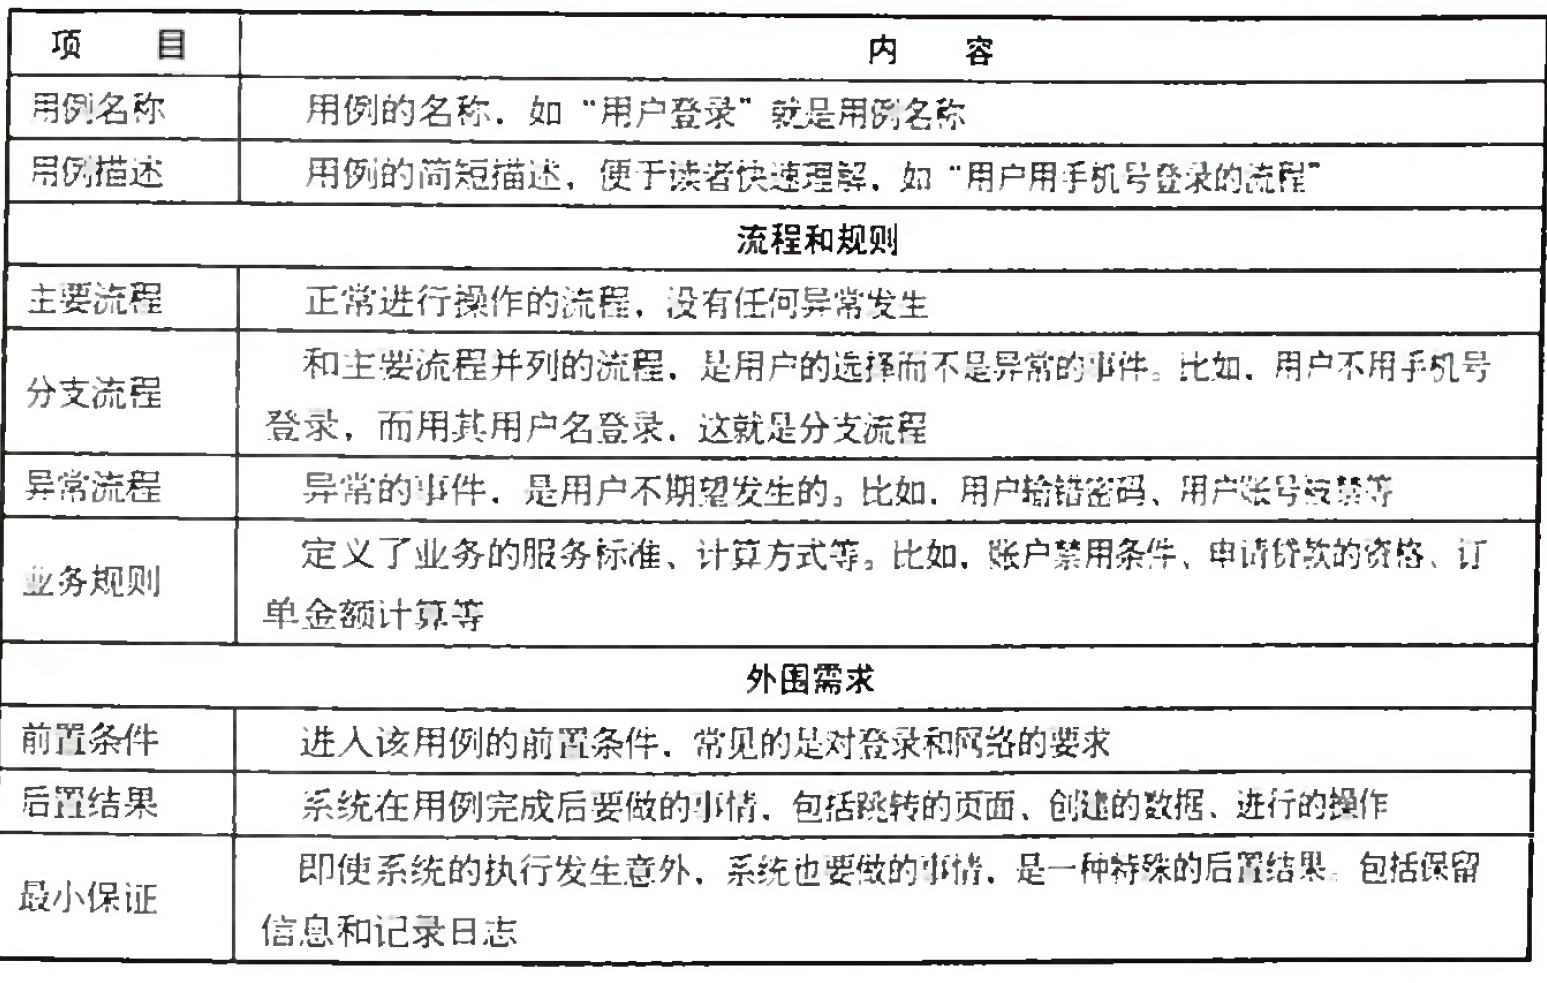 项 目 内 容
用例名称 用例的名称，如“用户登录”就是用例名称
用例描述 用例的简短描述，便于读者快速理解，如“用户用手机号登录的流程”
流程和规则
主要流程 正常进行操作的流程，没有任何异常发生
分支流程 和主要流程并列的流程，是用户的选择而不是异常的事件。比如，用户不用手机号
登录，而用其用户名登录，这就是分支流程
异常流程 异常的事件，是用户不期望发生的。比如，用户输错密码、用户账号被禁等
业务规则 定义了业务的服务标准、计算方式等。比如，账户禁用条件、申请贷款的资格、订
单金额计算等
外围需求
前置条件 进入该用例的前置条件，常见的是对登录和网络的要求
后置结果 系统在用例完成后要做的事情，包括跳转的页面、创建的数据、进行的操作
最小保证 即使系统的执行发生意外，系统也要做的事情，是一种特殊的后置结果。包括保留
信息和记录日志